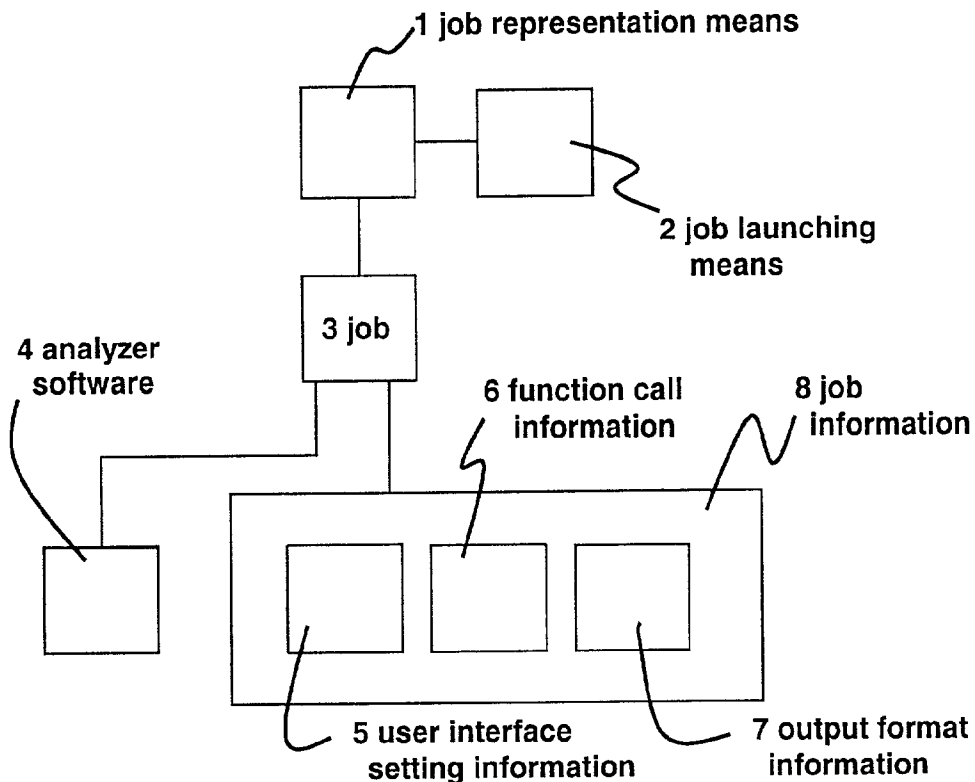 1 job representation means
2 job launching
means
3 job
4 analyzer
software
6 function call
information
8 job
information
5 user interface
setting information
7 output format
information